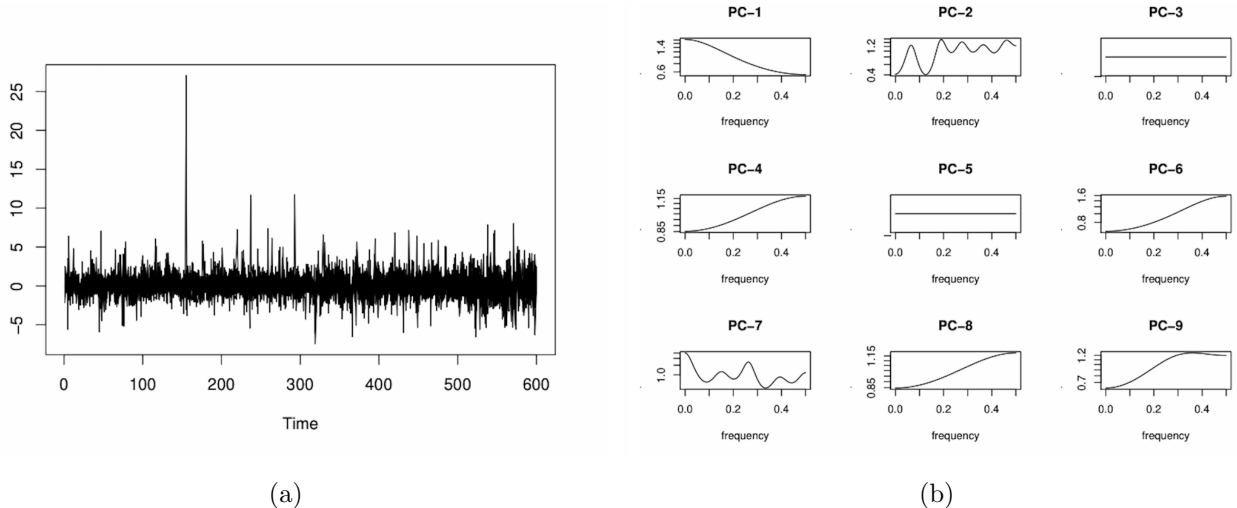 PC-1 PC-2 PC-3
25
20
15
10
5
0
-5
0 100 200 300 400 500 600
Time
1.4
0.6
0.0 0.2 0.4
frequency
1.2
0.4
0.0 0.2 0.4
frequency
0.0 0.2 0.4
frequency
PC-4 PC-5 PC-6
1.15
0.85
0.0 0.2 0.4
frequency
0.0 0.2 0.4
frequency
1.6
0.8
0.0 0.2 0.4
frequency
PC-7 PC-8 PC-9
1.0
0.0 0.2 0.4
frequency
1.15
0.85
0.0 0.2 0.4
frequency
1.2
0.7
0.0 0.2 0.4
frequency
(a) (b)